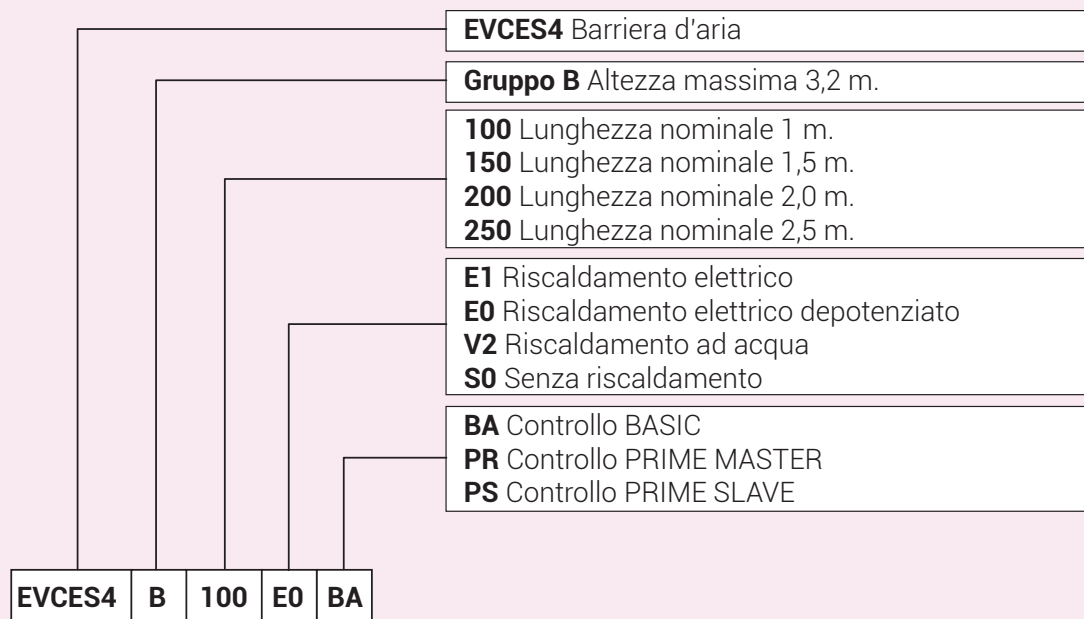 EVCES4 Barriera d'aria
Gruppo B Altezza massima 3,2 m.
100 Lunghezza nominale 1 m.
150 Lunghezza nominale 1,5 m.
200 Lunghezza nominale 2,0 m.
250 Lunghezza nominale 2,5 m.
E1 Riscaldamento elettrico
E0 Riscaldamento elettrico depotenziato
V2 Riscaldamento ad acqua
S0 Senza riscaldamento
BA Controllo BASIC
PR Controllo PRIME MASTER
PS Controllo PRIME SLAVE
EVCES4 B 100 E0 BA